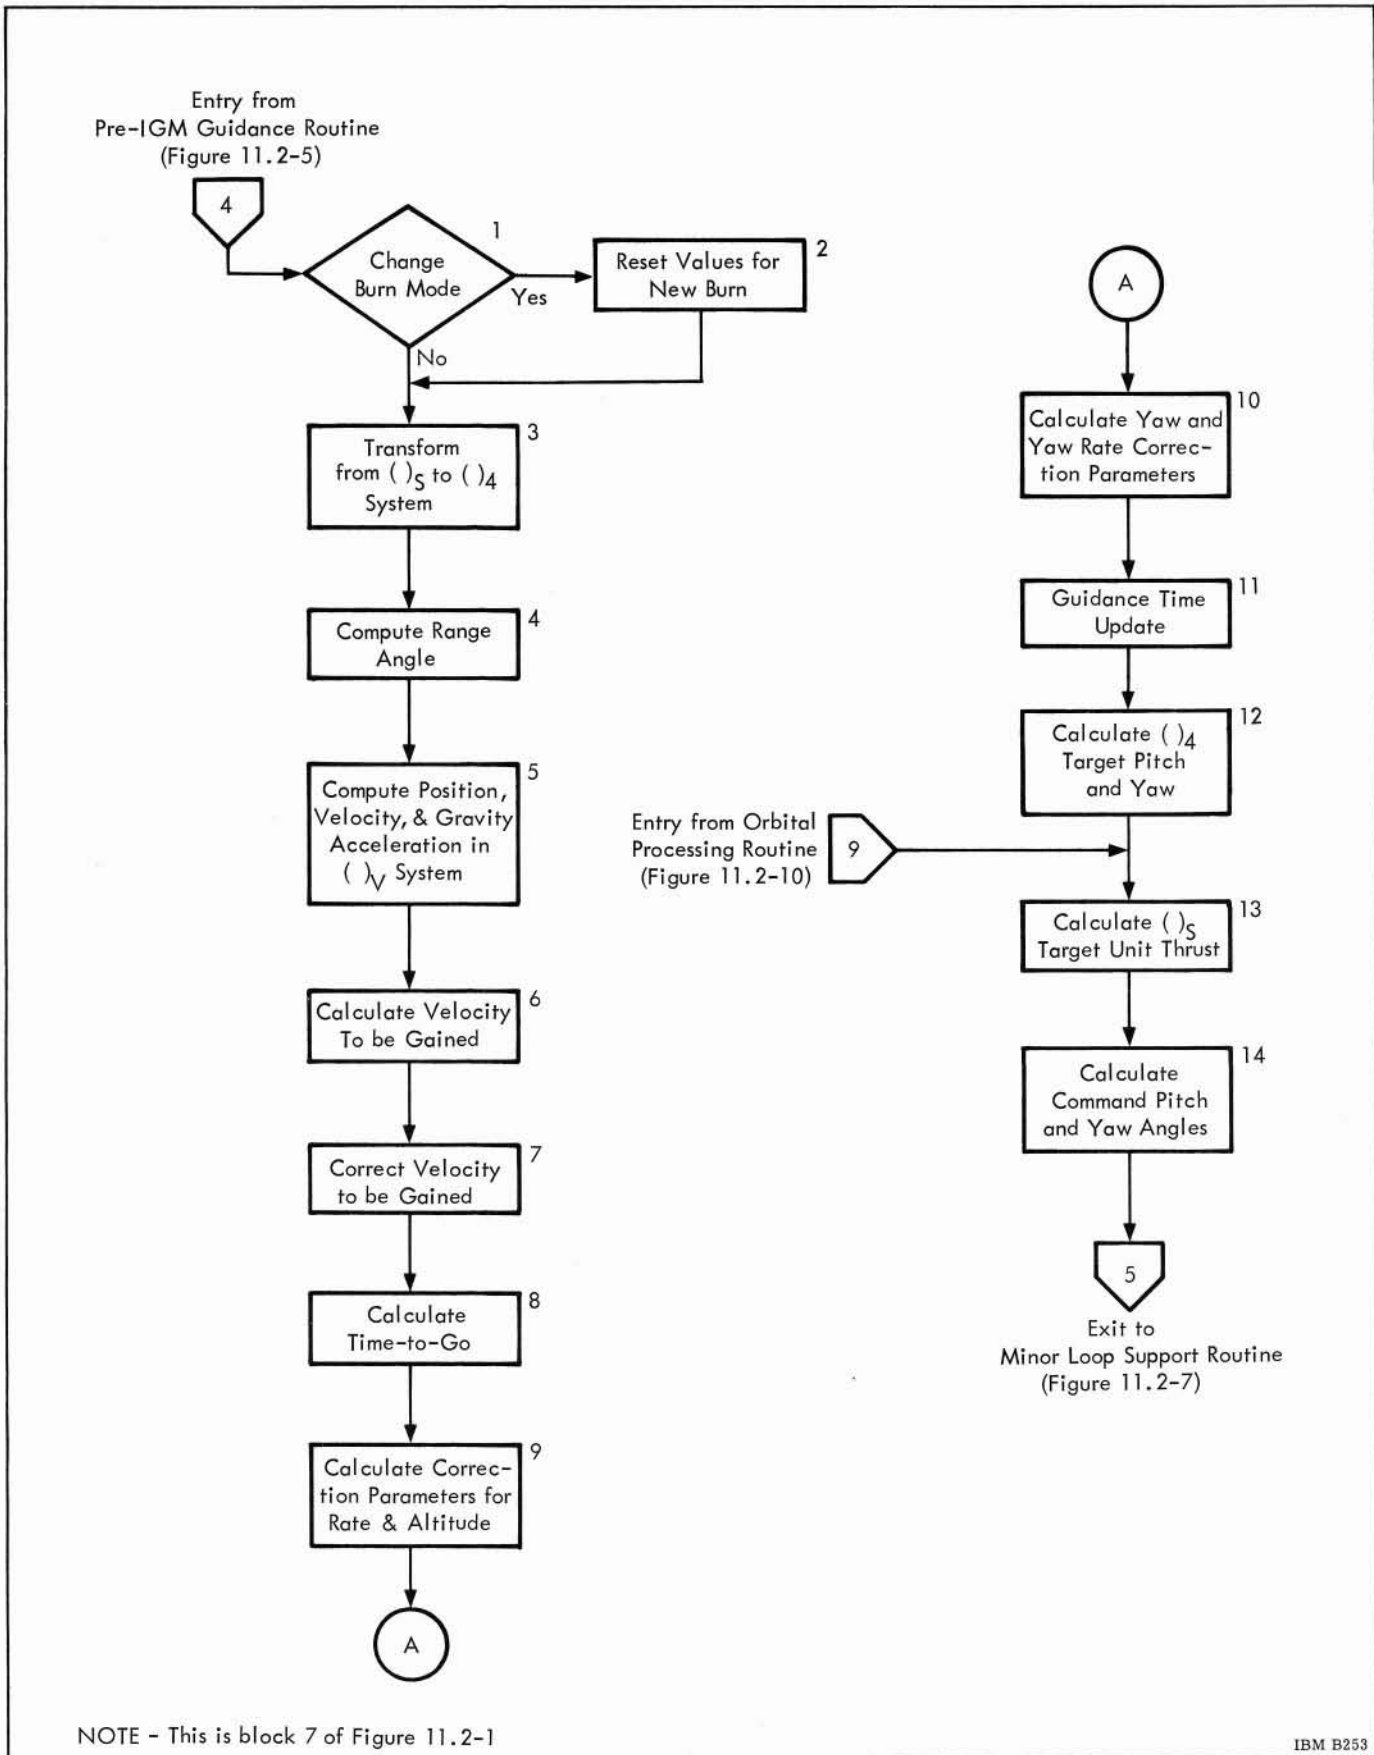 Entry from
Pre-IGM Guidance Routine
(Figure 11.2-5)
4
1
Change
Burn Mode
Yes
No
2
Reset Values for
New Burn
3
Transform
from ( )S to ( )4
System
4
Compute Range
Angle
5
Compute Position,
Velocity, & Gravity
Acceleration in
( )V System
6
Calculate Velocity
To be Gained
7
Correct Velocity
to be Gained
8
Calculate
Time-to-Go
9
Calculate Correc-
tion Parameters for
Rate & Altitude
A
A
10
Calculate Yaw and
Yaw Rate Correc-
tion Parameters
11
Guidance Time
Update
12
Calculate ( )4
Target Pitch
and Yaw
Entry from Orbital
Processing Routine
(Figure 11.2-10)
9
13
Calculate ( )S
Target Unit Thrust
14
Calculate
Command Pitch
and Yaw Angles
5
Exit to
Minor Loop Support Routine
(Figure 11.2-7)
NOTE - This is block 7 of Figure 11.2-1
IBM B253